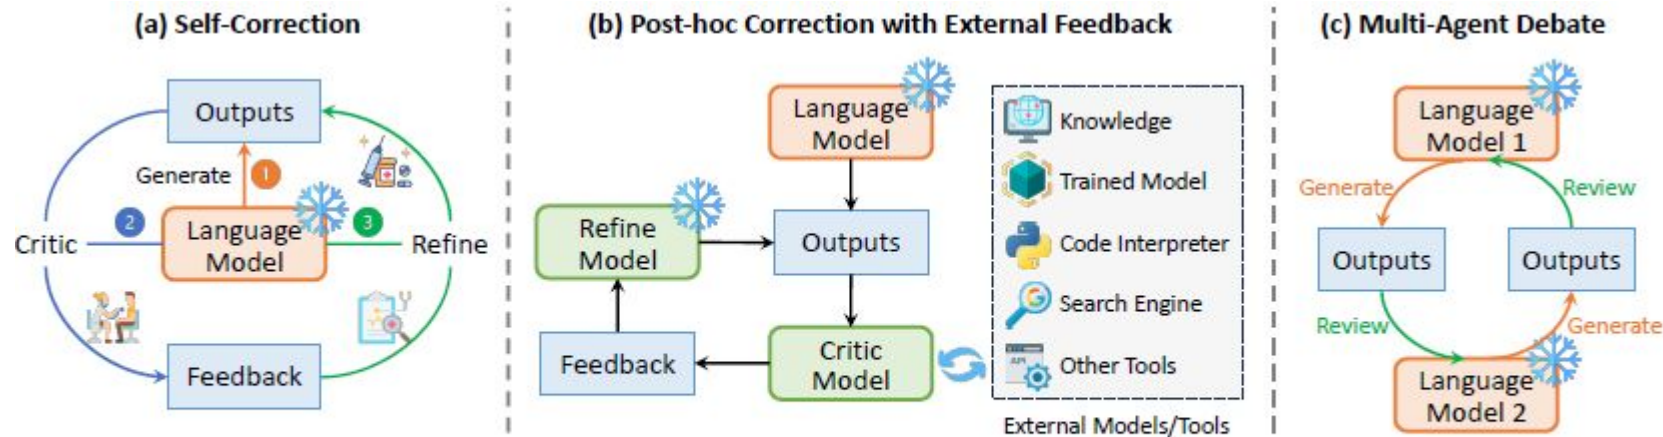 (a) Self-Correction
Outputs
Generate
1
2
3
Critic
Language
Model
Refine
Feedback
(b) Post-hoc Correction with External Feedback
Language
Model
Refine
Model
Outputs
Feedback
Critic
Model
Knowledge
Trained Model
Code Interpreter
Search Engine
API
Other Tools
External Models/Tools
(c) Multi-Agent Debate
Language
Model 1
Generate
Review
Outputs
Outputs
Review
Generate
Language
Model 2